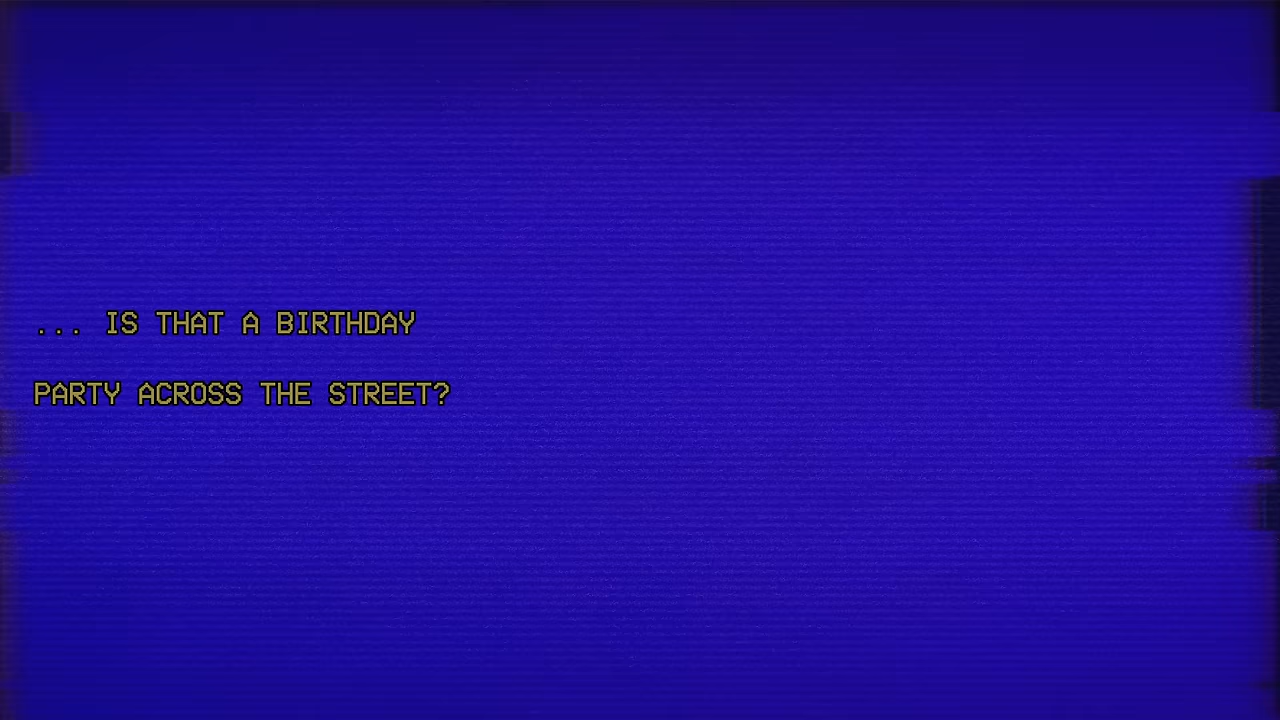 ... IS THAT A BIRTHDAY
PARTY ACROSS THE STREET?